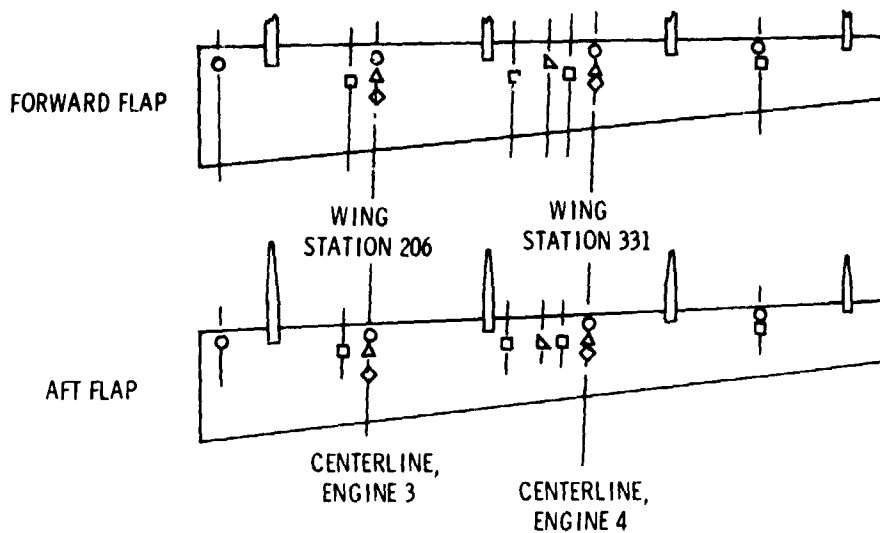 FORWARD FLAP
WING
STATION 206
WING
STATION 331
AFT FLAP
CENTERLINE,
ENGINE 3
CENTERLINE,
ENGINE 4